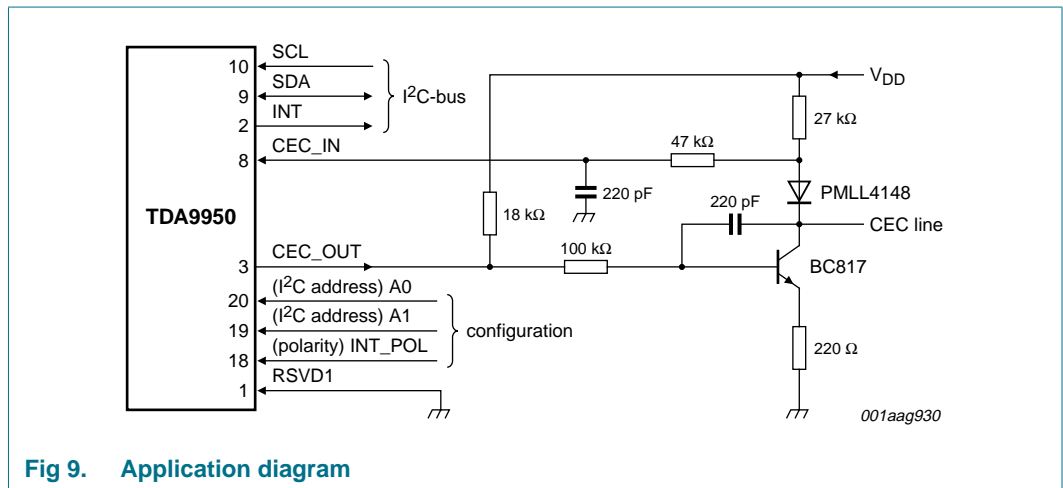 10 SCL
9 SDA
2 INT
I²C-bus
8 CEC_IN
TDA9950
3 CEC_OUT
20 (I²C address) A0
19 (I²C address) A1
18 (polarity) INT_POL
1 RSVD1
configuration
VDD
27 kΩ
47 kΩ
220 pF
18 kΩ
PMLL4148
220 pF
CEC line
100 kΩ
BC817
220 Ω
001aag930
Fig 9. Application diagram